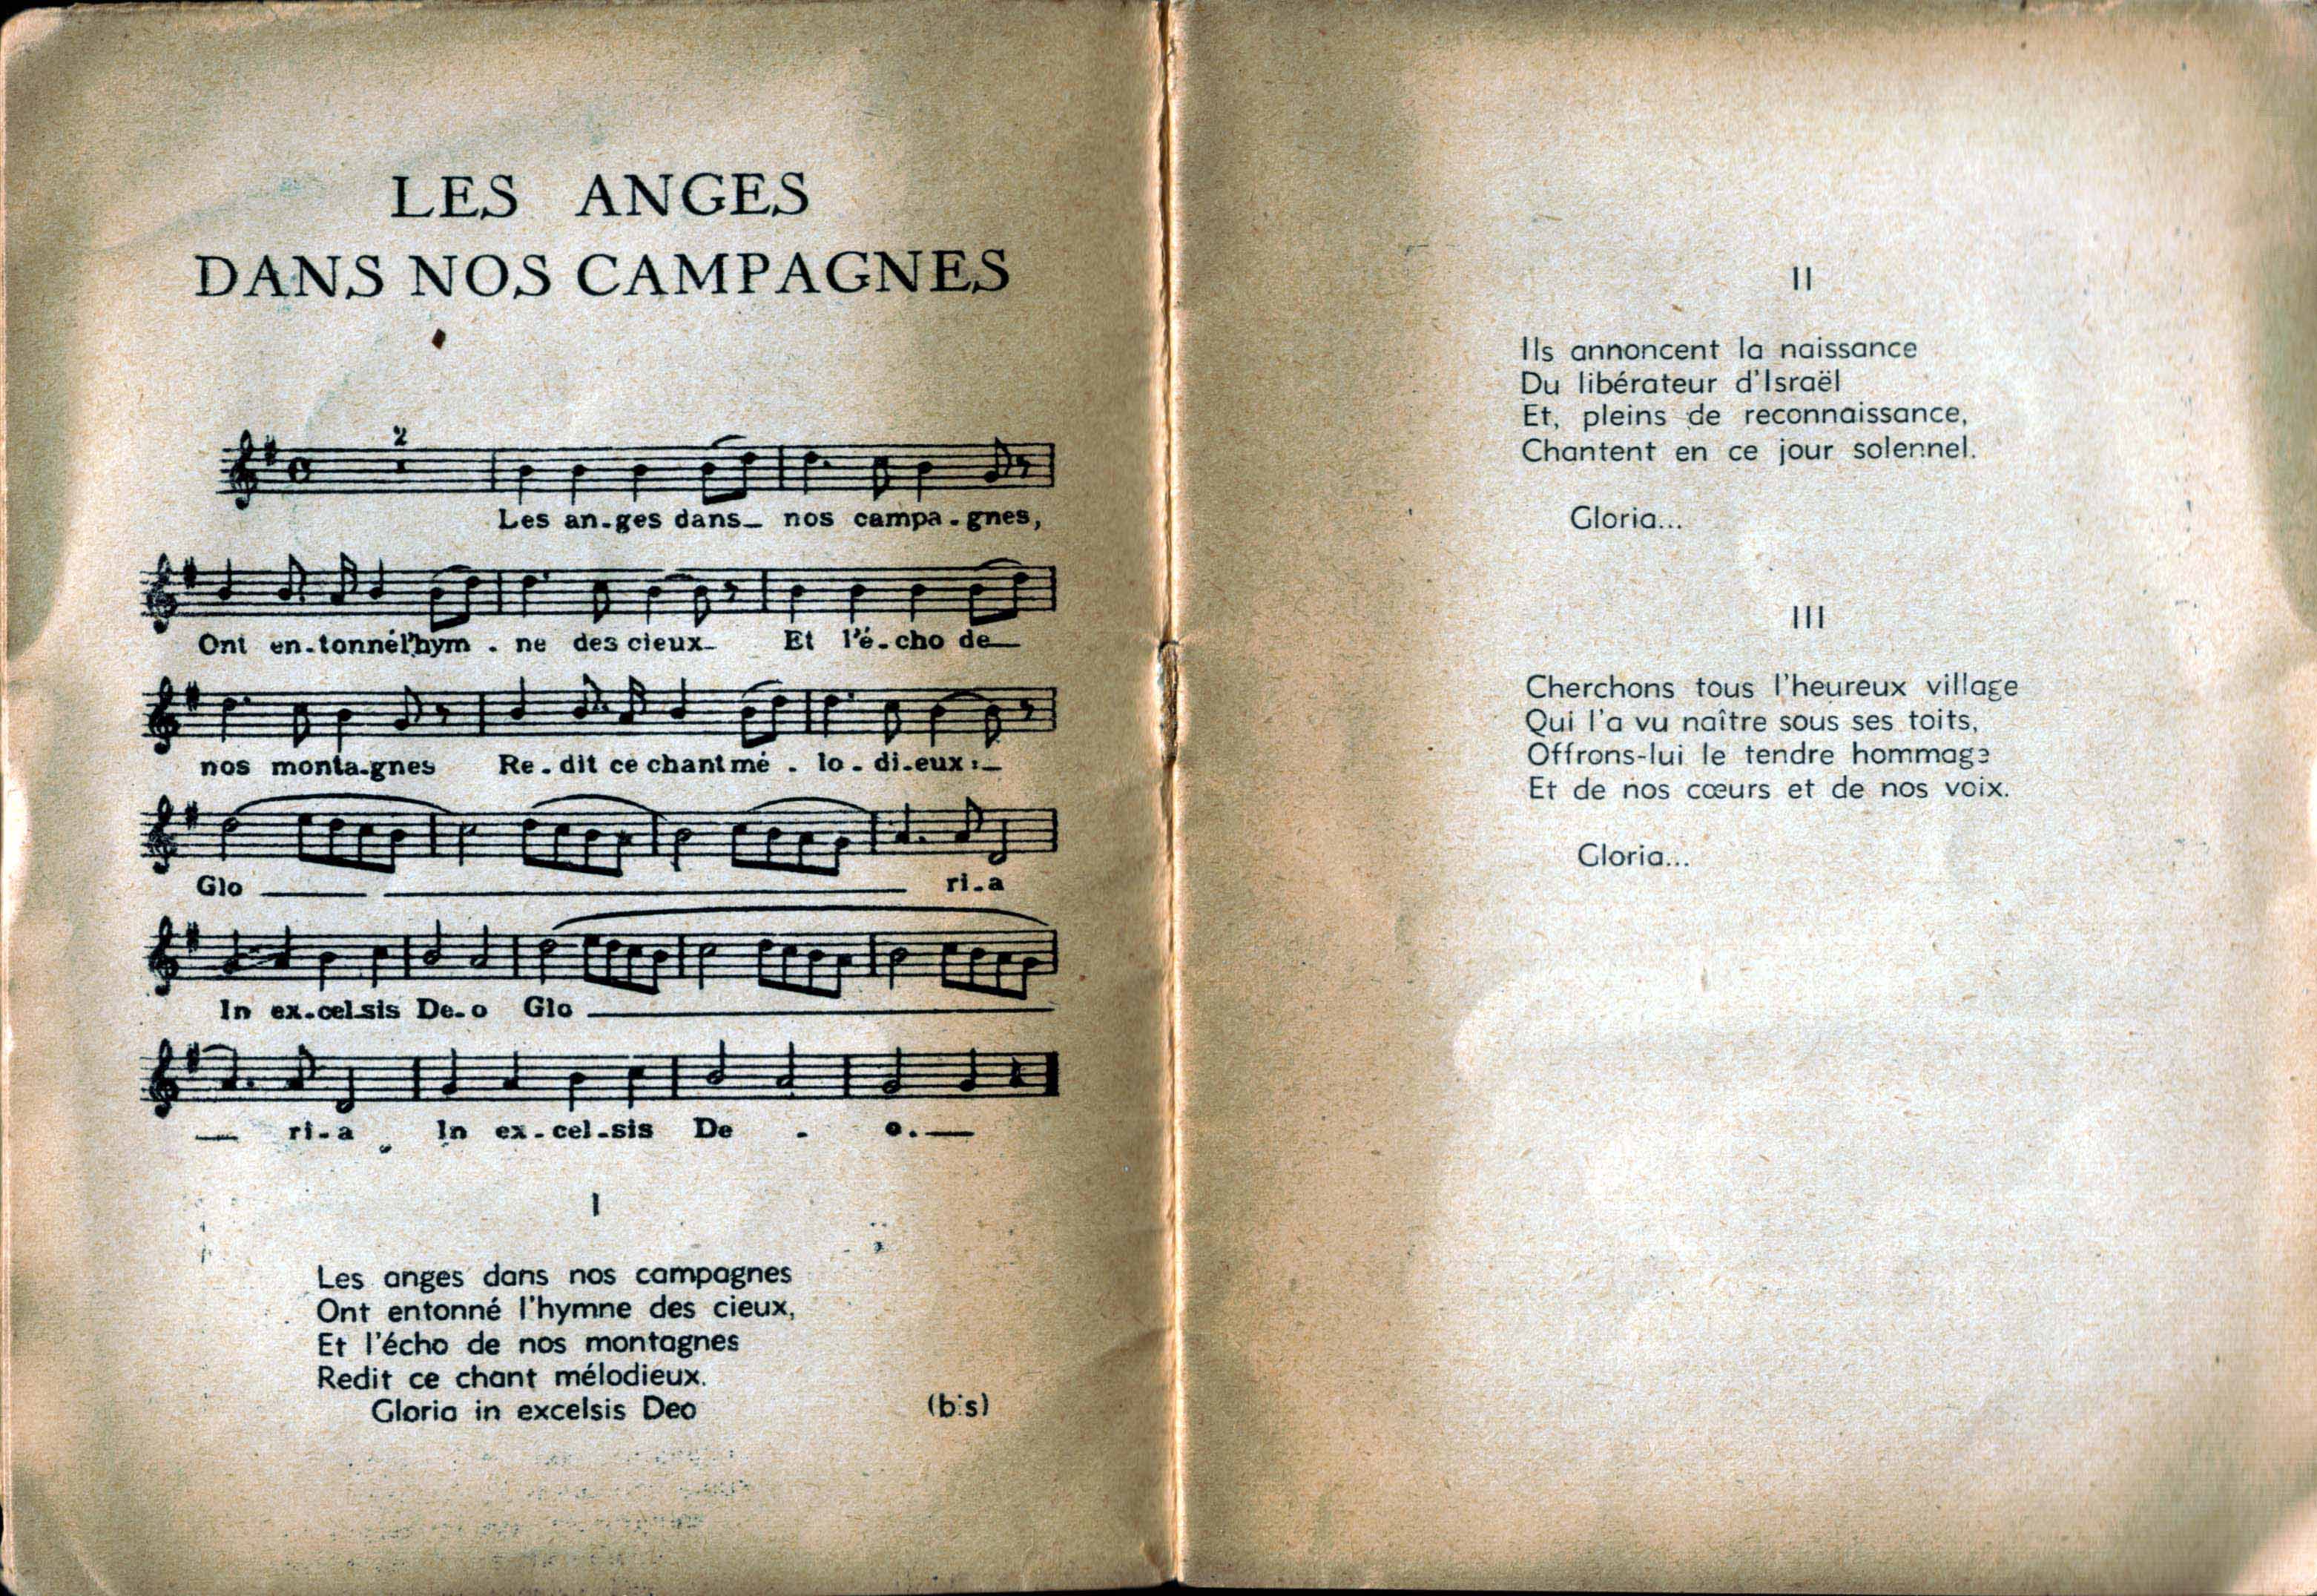 LES ANGES
DANS NOS CAMPAGNES
2
Les an-ges dans_ nos campa-gnes,
Ont en-tonnél'hym - ne des cieux_ Et l'é-cho de_
nos monta-gnes Re-dit ce chant mé - lo-di-eux:_
Glo ri-a
In ex-cel-sis De-o Glo
ri-a In ex-cel-sis De - o.
I
Les anges dans nos campagnes
Ont entonné l'hymne des cieux,
Et l'écho de nos montagnes
Redit ce chant mélodieux.
Gloria in excelsis Deo (bis)
II
Ils annoncent la naissance
Du libérateur d'Israël
Et, pleins de reconnaissance,
Chantent en ce jour solennel.
Gloria...
III
Cherchons tous l'heureux village
Qui l'a vu naître sous ses toits,
Offrons-lui le tendre hommage
Et de nos cœurs et de nos voix.
Gloria...